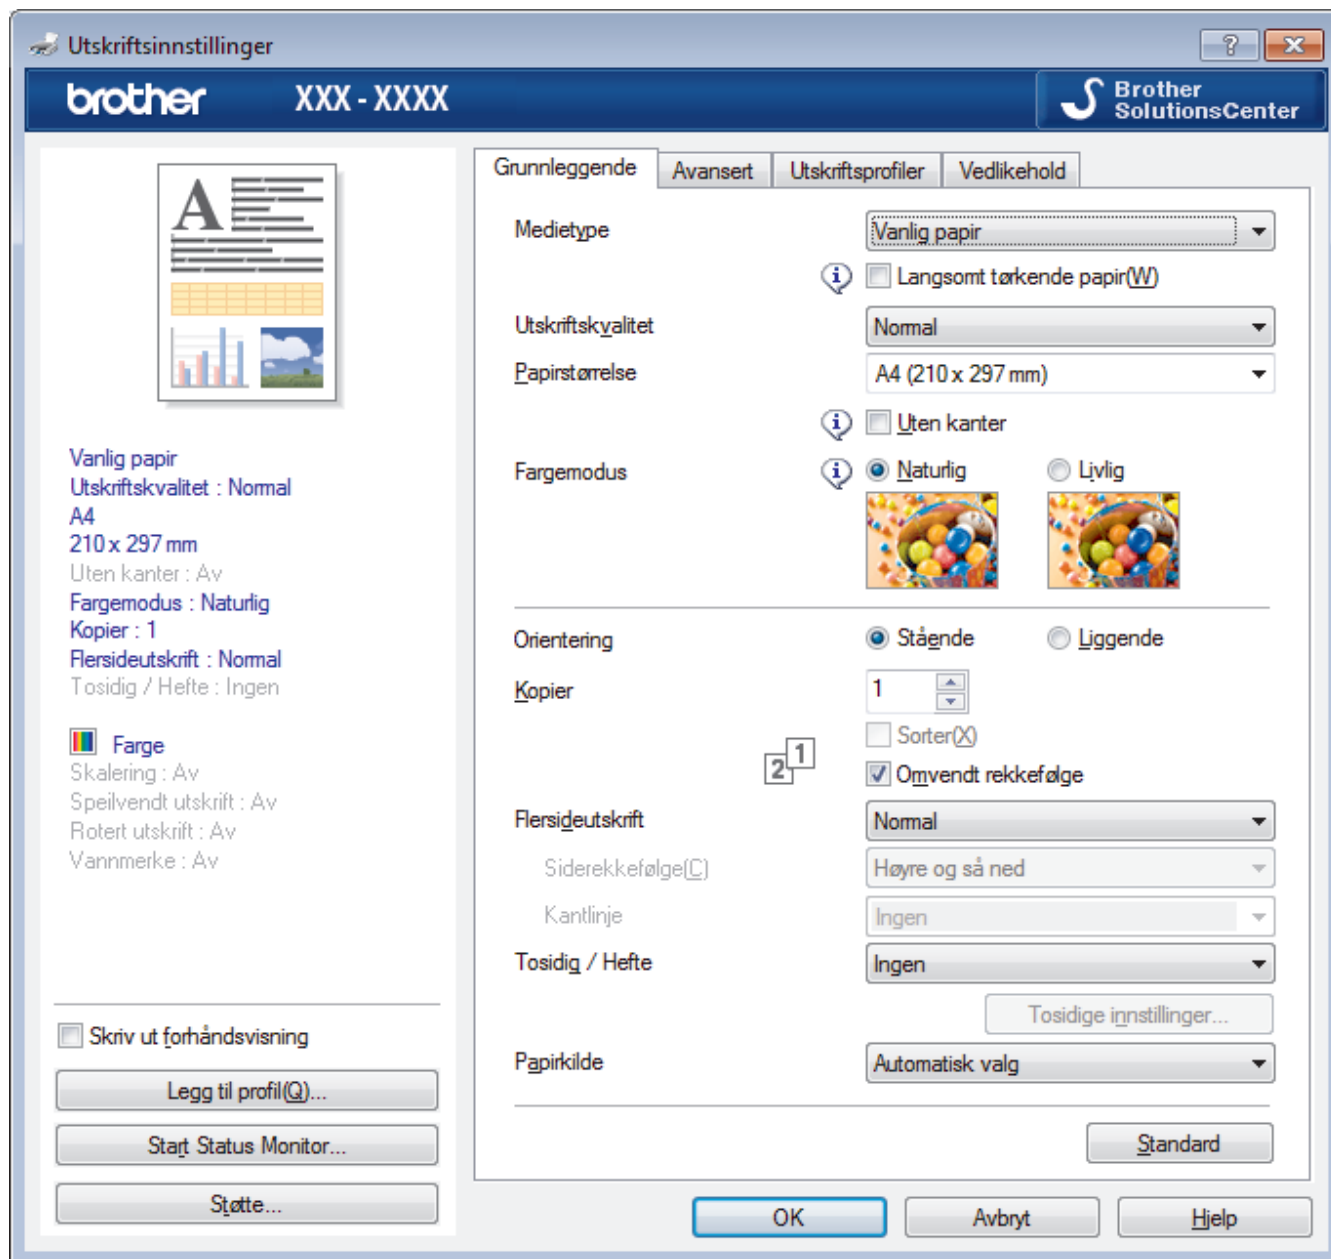 Utskriftsinnstillinger
brother XXX - XXXX
Brother
SolutionsCenter
A
Vanlig papir
Utskriftskvalitet : Normal
A4
210 x 297 mm
Uten kanter : Av
Fargemodus : Naturlig
Kopier : 1
Flersideutskrift : Normal
Tosidig / Hefte : Ingen
Farge
Skalering : Av
Speilvendt utskrift : Av
Rotert utskrift : Av
Vannmerke : Av
Skriv ut forhåndsvisning
Legg til profil(Q)...
Start Status Monitor...
Støtte...
Grunnleggende Avansert Utskriftsprofiler Vedlikehold
Medietype Vanlig papir
Langsomt tørkende papir(W)
Utskriftskvalitet Normal
Papirstørrelse A4 (210 x 297 mm)
Uten kanter
Fargemodus Naturlig Livlig
Orientering Stående Liggende
Kopier 1
Sorter(X)
2 1 Omvendt rekkefølge
Flersideutskrift Normal
Siderekkefølge(C) Høyre og så ned
Kantlinje Ingen
Tosidig / Hefte Ingen
Tosidige innstillinger...
Papirkilde Automatisk valg
Standard
OK Avbryt Hjelp